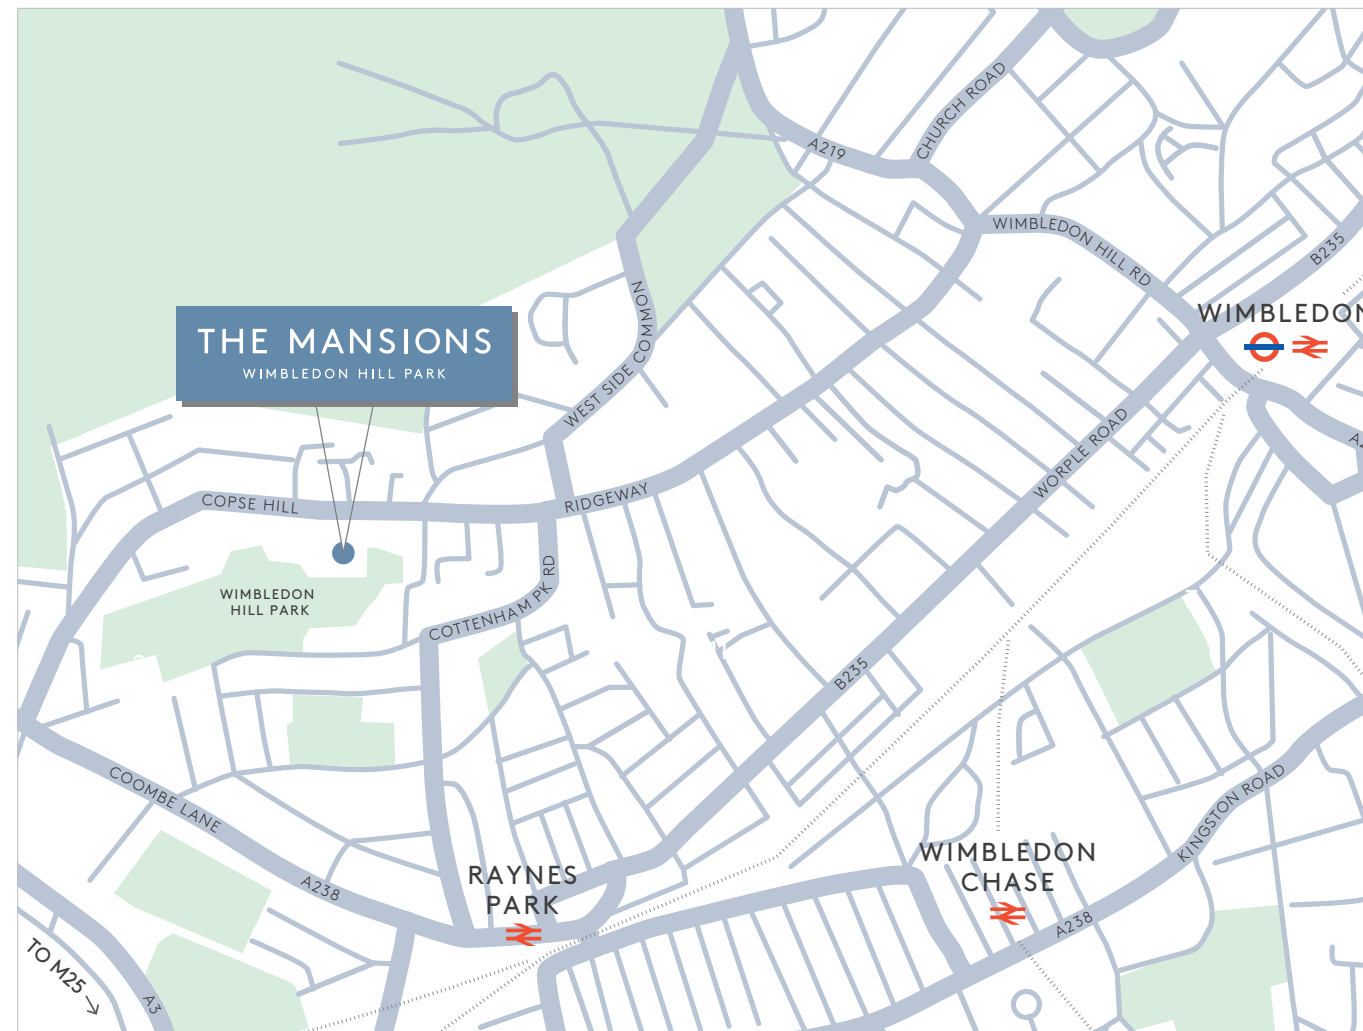 CHURCH ROAD
A219
WIMBLEDON HILL RD
B235
WIMBLEDON
WEST SIDE COMMON
THE MANSIONS
WIMBLEDON HILL PARK
WORPLE ROAD
COPSE HILL
RIDGEWAY
WIMBLEDON
HILL PARK
COTTENHAM PK RD
B235
COOMBE LANE
KINGSTON ROAD
A238
RAYNES
PARK
WIMBLEDON
CHASE
A238
TO M25
A3